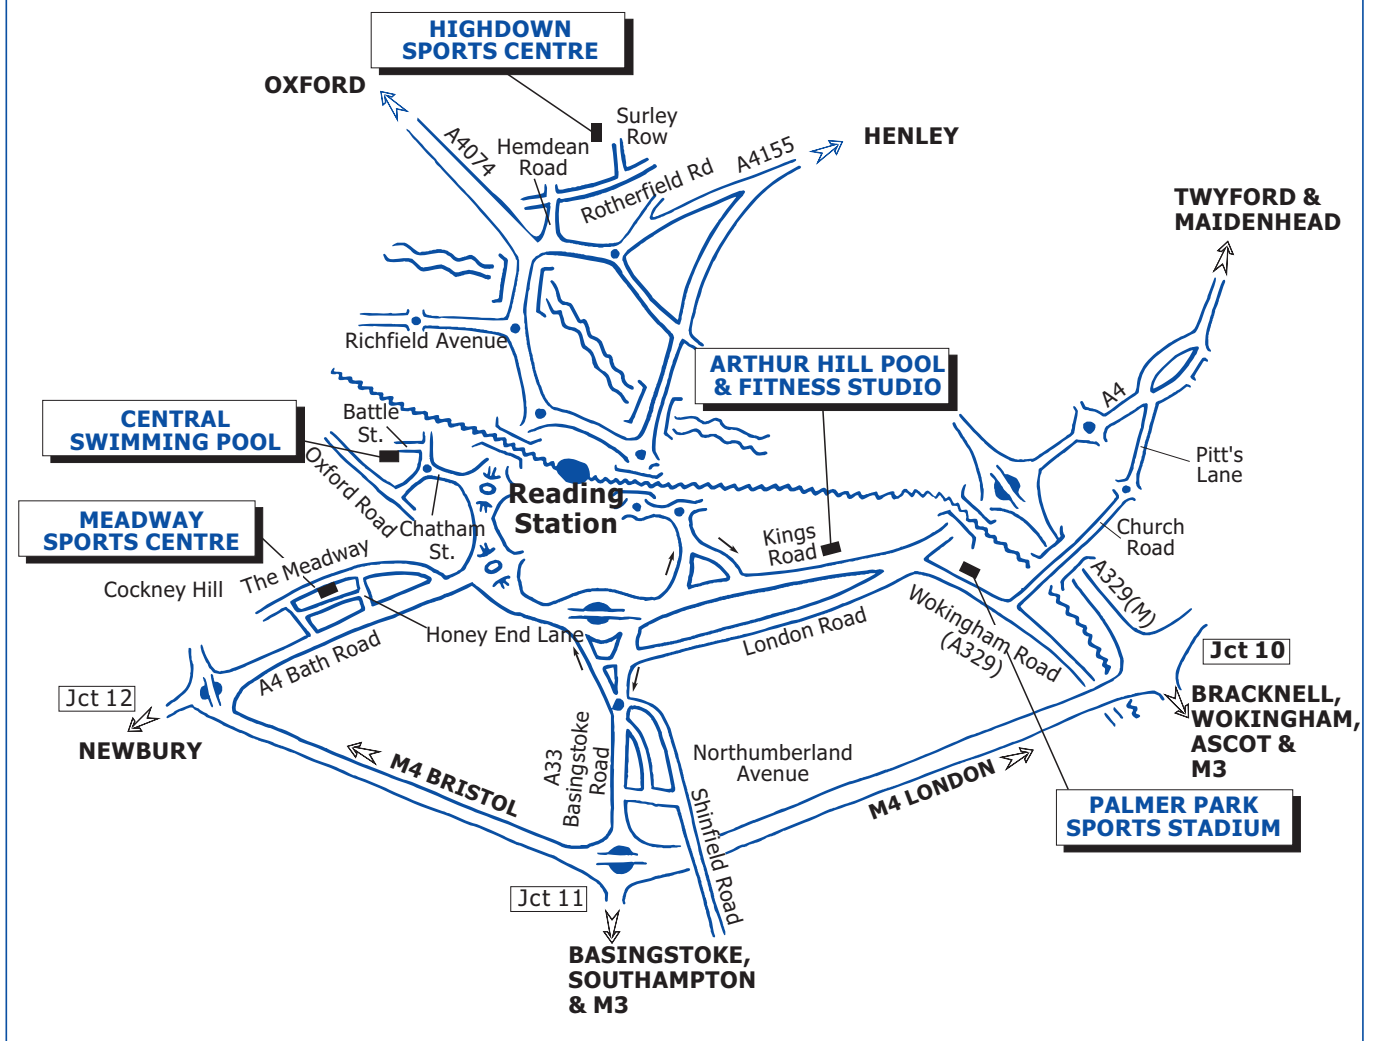 HIGHDOWN
SPORTS CENTRE
OXFORD
A4074
Hemdean
Road
Surley
Row
Rotherfield Rd
A4155
HENLEY
TWYFORD &
MAIDENHEAD
Richfield Avenue
ARTHUR HILL POOL
& FITNESS STUDIO
A4
CENTRAL
SWIMMING POOL
Battle
St.
Oxford Road
Chatham
St.
Reading
Station
Pitt's
Lane
Church
Road
MEADWAY
SPORTS CENTRE
Cockney Hill
The Meadway
Kings
Road
A329(M)
Honey End Lane
A4 Bath Road
London Road
Wokingham Road
(A329)
Jct 10
Jct 12
NEWBURY
BRACKNELL,
WOKINGHAM,
ASCOT &
M3
M4 BRISTOL
A33
Basingstoke
Road
Northumberland
Avenue
Shinfield Road
M4 LONDON
PALMER PARK
SPORTS STADIUM
Jct 11
BASINGSTOKE,
SOUTHAMPTON
& M3